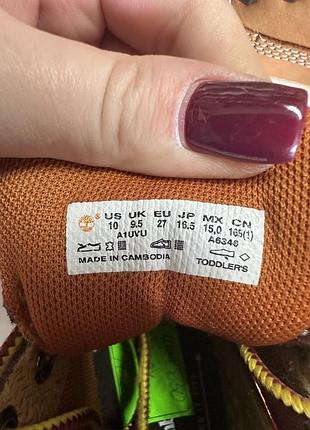 US UK EU JP MX CN
10 9.5 27 16.5 15,0 165(1)
A1UVU A6346
MADE IN CAMBODIA TODDLER'S